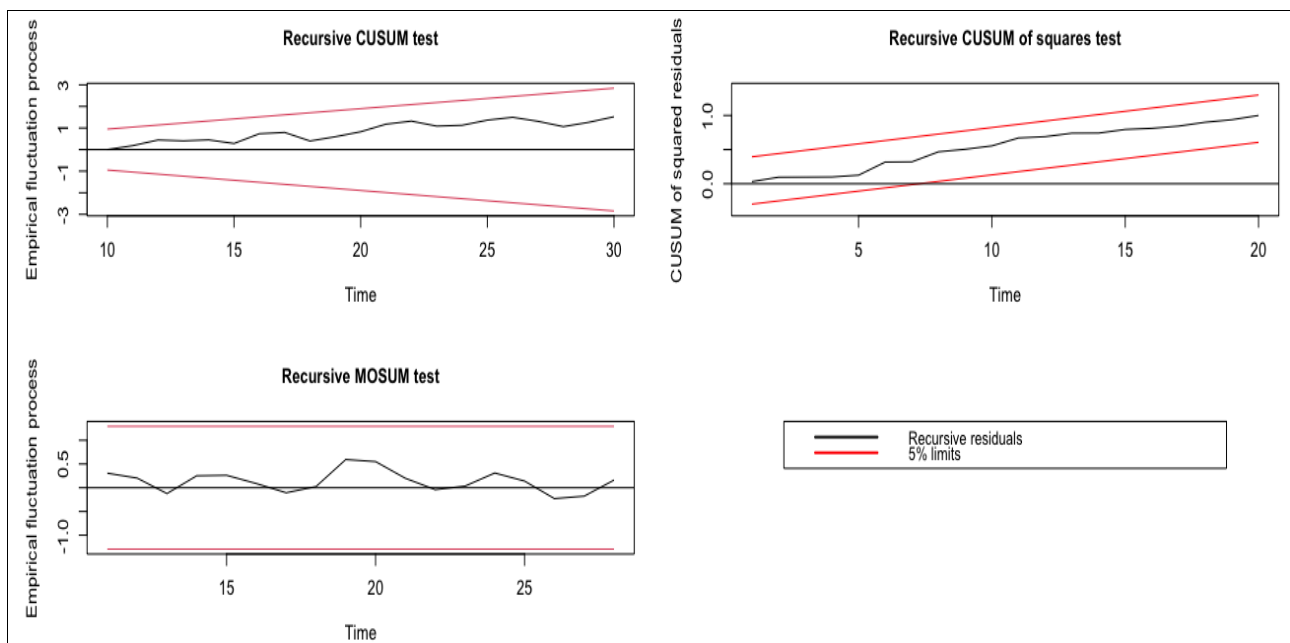 Recursive CUSUM test
Empirical fluctuation process
3
1
-1
-3
10 15 20 25 30
Time
Recursive CUSUM of squares test
CUSUM of squared residuals
1.0
0.0
5 10 15 20
Time
Recursive MOSUM test
Empirical fluctuation process
0.5
-1.0
15 20 25
Time
Recursive residuals
5% limits